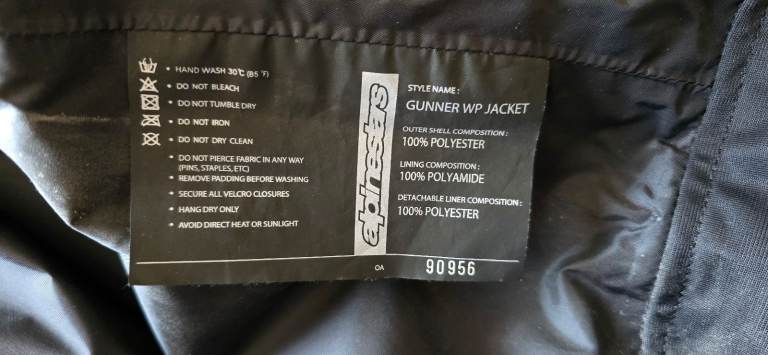 • HAND WASH 30°C (85 °F)
• DO NOT BLEACH
• DO NOT TUMBLE DRY
• DO NOT IRON
• DO NOT DRY CLEAN
• DO NOT PIERCE FABRIC IN ANY WAY
(PINS, STAPLES, ETC)
• REMOVE PADDING BEFORE WASHING
• SECURE ALL VELCRO CLOSURES
• HANG DRY ONLY
• AVOID DIRECT HEAT OR SUNLIGHT
alpinestars
STYLE NAME :
GUNNER WP JACKET
OUTER SHELL COMPOSITION :
100% POLYESTER
LINING COMPOSITION :
100% POLYAMIDE
DETACHABLE LINER COMPOSITION :
100% POLYESTER
OA
90956